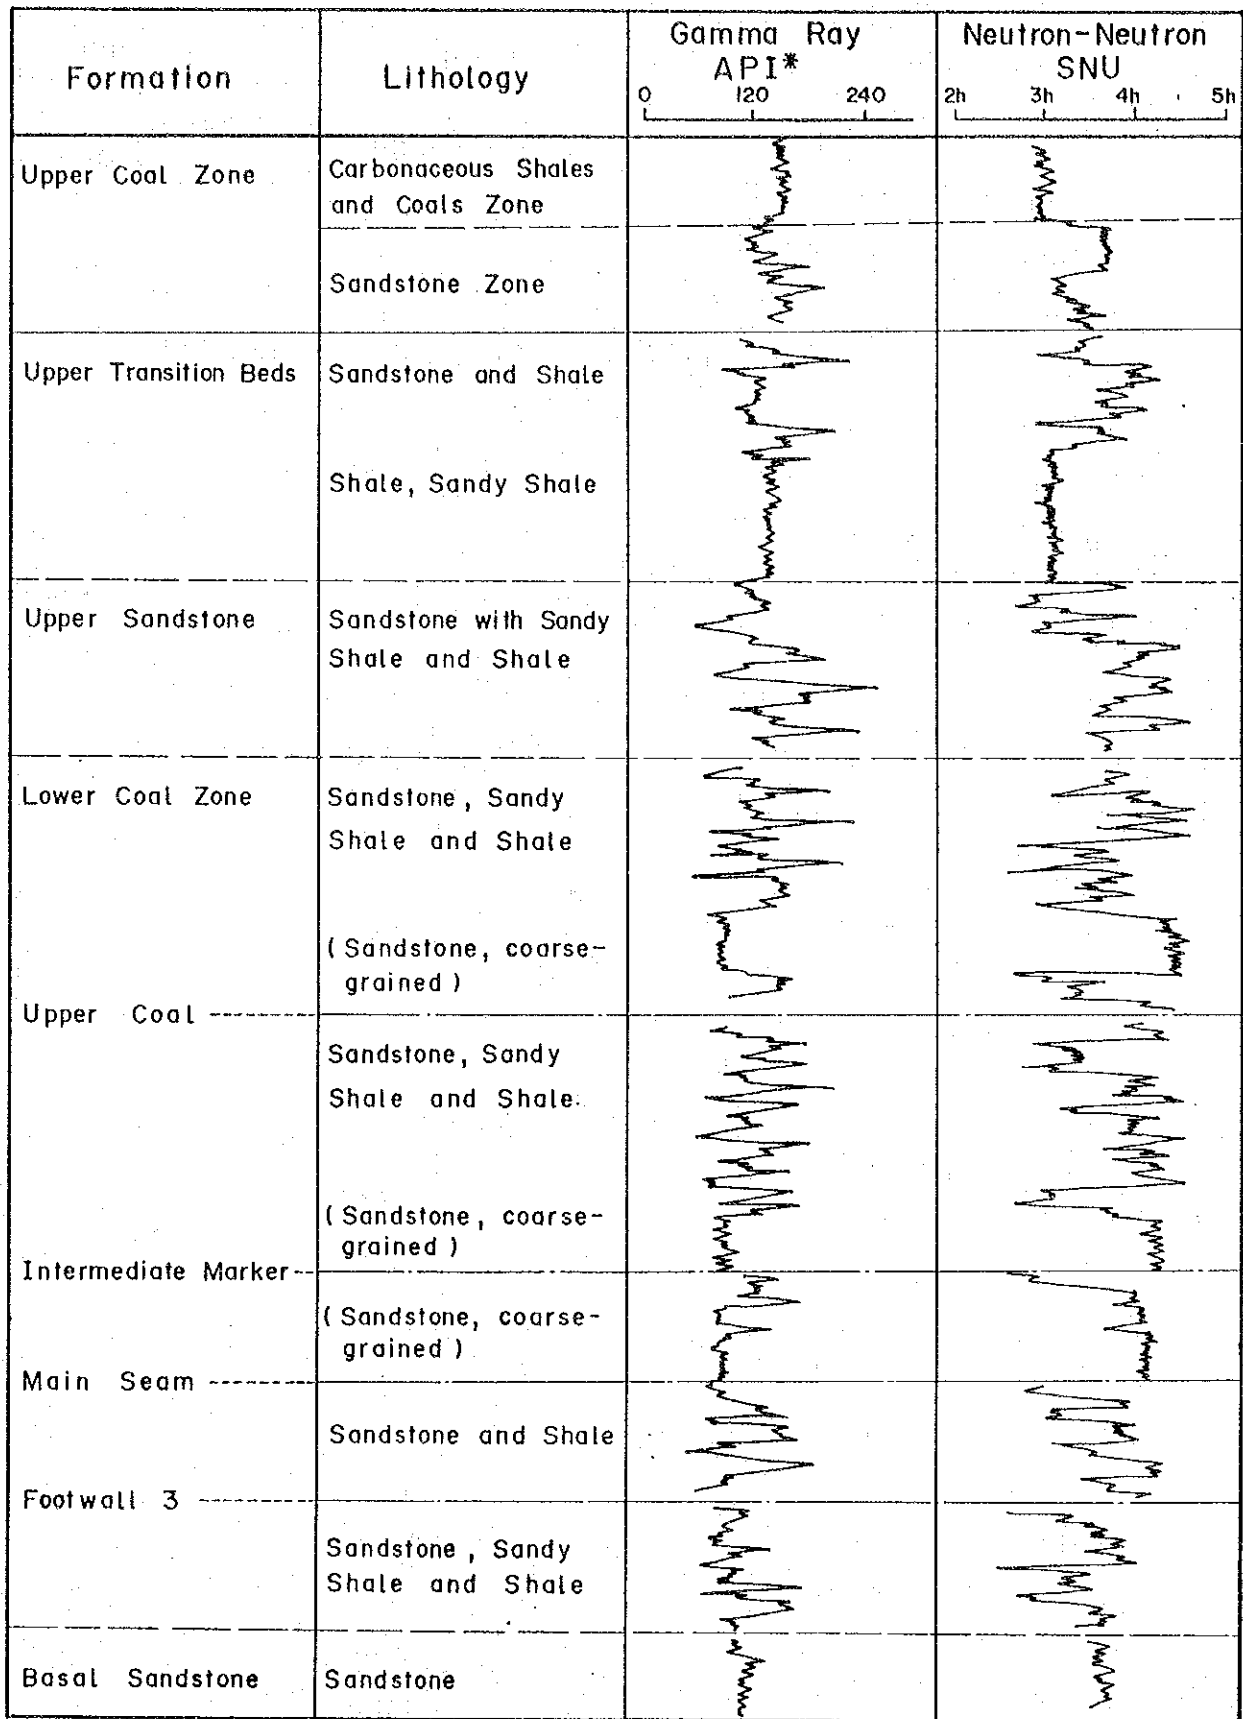 Formation
Lithology
Gamma Ray
API*
0 120 240
Neutron-Neutron
SNU
2h 3h 4h 5h
Upper Coal Zone
Carbonaceous Shales
and Coals Zone
Sandstone Zone
Upper Transition Beds
Sandstone and Shale
Shale, Sandy Shale
Upper Sandstone
Sandstone with Sandy
Shale and Shale
Lower Coal Zone
Sandstone, Sandy
Shale and Shale
(Sandstone, coarse-
grained)
Upper Coal
Sandstone, Sandy
Shale and Shale.
(Sandstone, coarse-
grained)
Intermediate Marker
(Sandstone, coarse-
grained)
Main Seam
Sandstone and Shale
Footwall 3
Sandstone, Sandy
Shale and Shale
Basal Sandstone
Sandstone